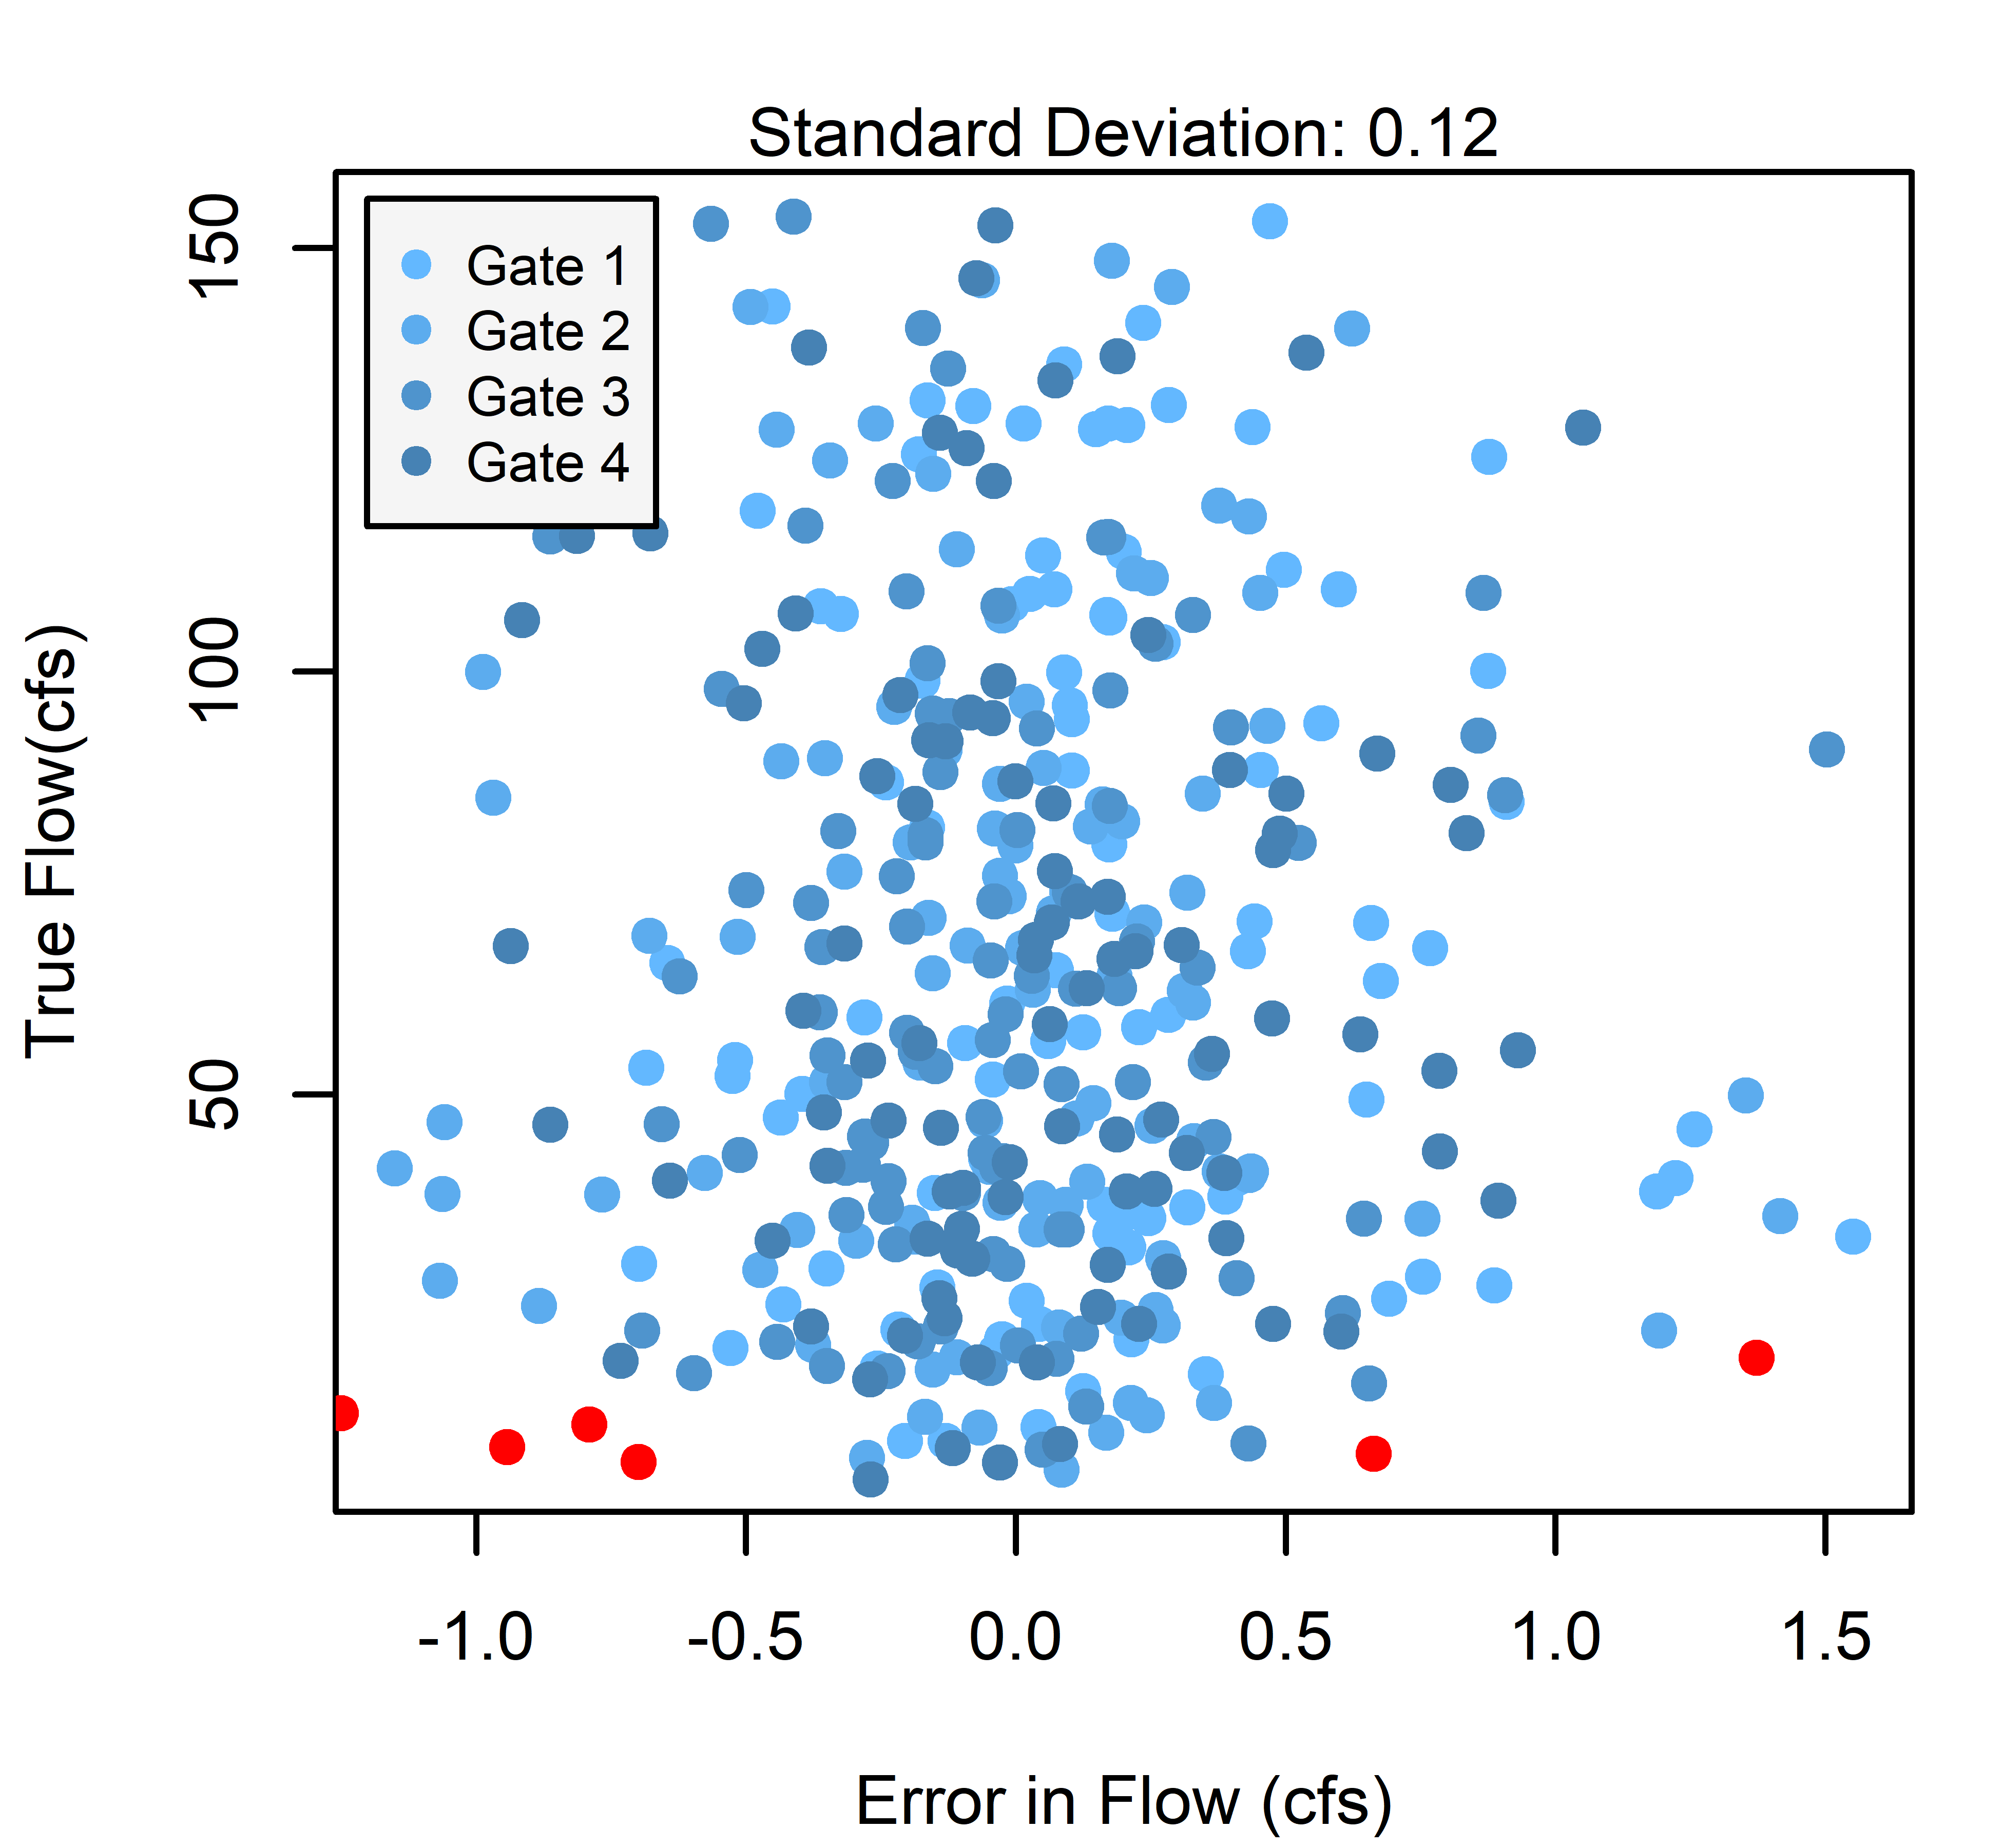 Standard Deviation: 0.12
Gate 1
Gate 2
Gate 3
Gate 4
150
100
50
True Flow(cfs)
-1.0 -0.5 0.0 0.5 1.0 1.5
Error in Flow (cfs)